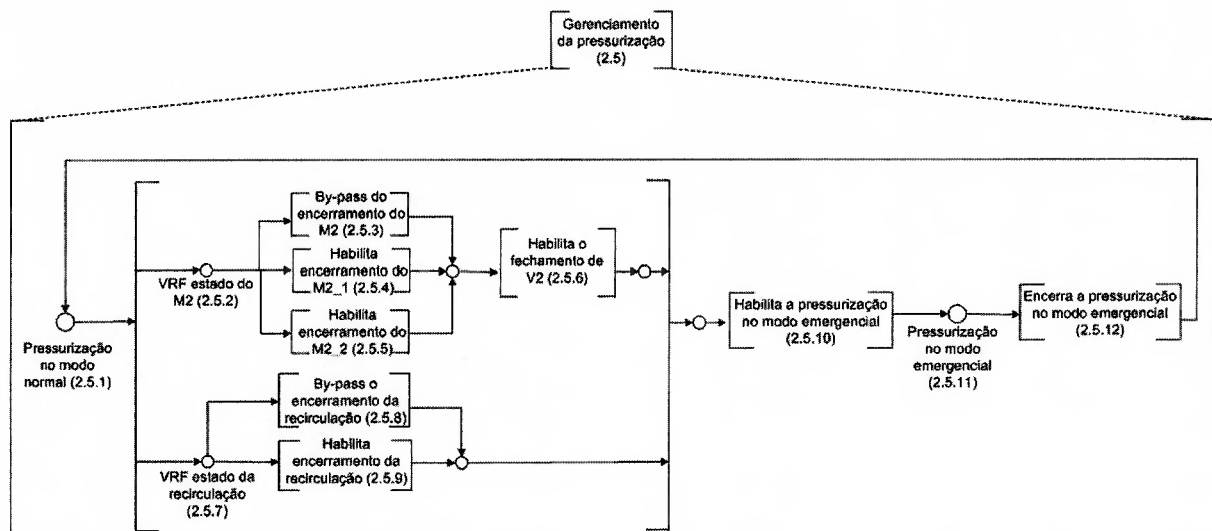 Gerenciamento
da pressurização
(2.5)
By-pass do
encerramento do
M2 (2.5.3)
VRF estado do
M2 (2.5.2)
Habilita
encerramento do
M2_1 (2.5.4)
Habilita
encerramento do
M2_2 (2.5.5)
Habilita o
fechamento de
V2 (2.5.6)
Pressurização
no modo
normal (2.5.1)
By-pass o
encerramento da
recirculação (2.5.8)
VRF estado da
recirculação
(2.5.7)
Habilita
encerramento da
recirculação (2.5.9)
Habilita a pressurização
no modo emergencial
(2.5.10)
Pressurização
no modo
emergencial
(2.5.11)
Encerra a pressurização
no modo emergencial
(2.5.12)